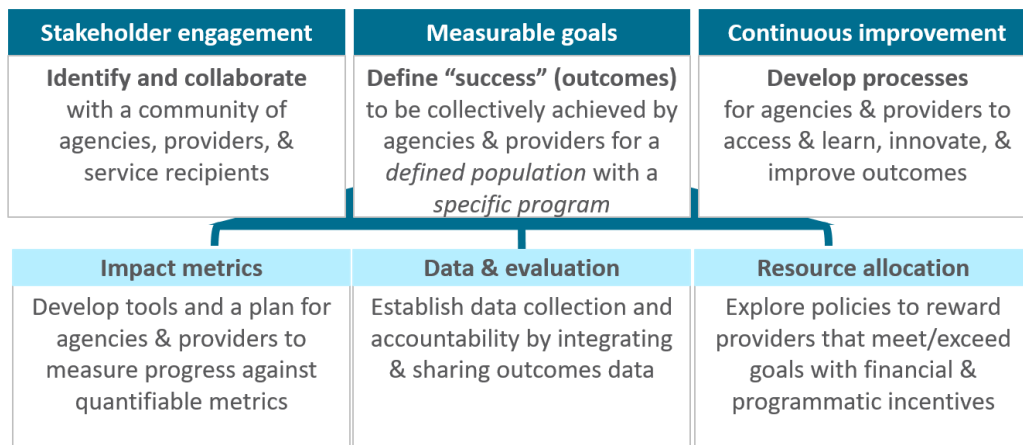 Stakeholder engagement
Identify and collaborate
with a community of
agencies, providers, &
service recipients
Measurable goals
Define “success” (outcomes)
to be collectively achieved by
agencies & providers for a
defined population with a
specific program
Continuous improvement
Develop processes
for agencies & providers to
access & learn, innovate, &
improve outcomes
Impact metrics
Develop tools and a plan for
agencies & providers to
measure progress against
quantifiable metrics
Data & evaluation
Establish data collection and
accountability by integrating
& sharing outcomes data
Resource allocation
Explore policies to reward
providers that meet/exceed
goals with financial &
programmatic incentives